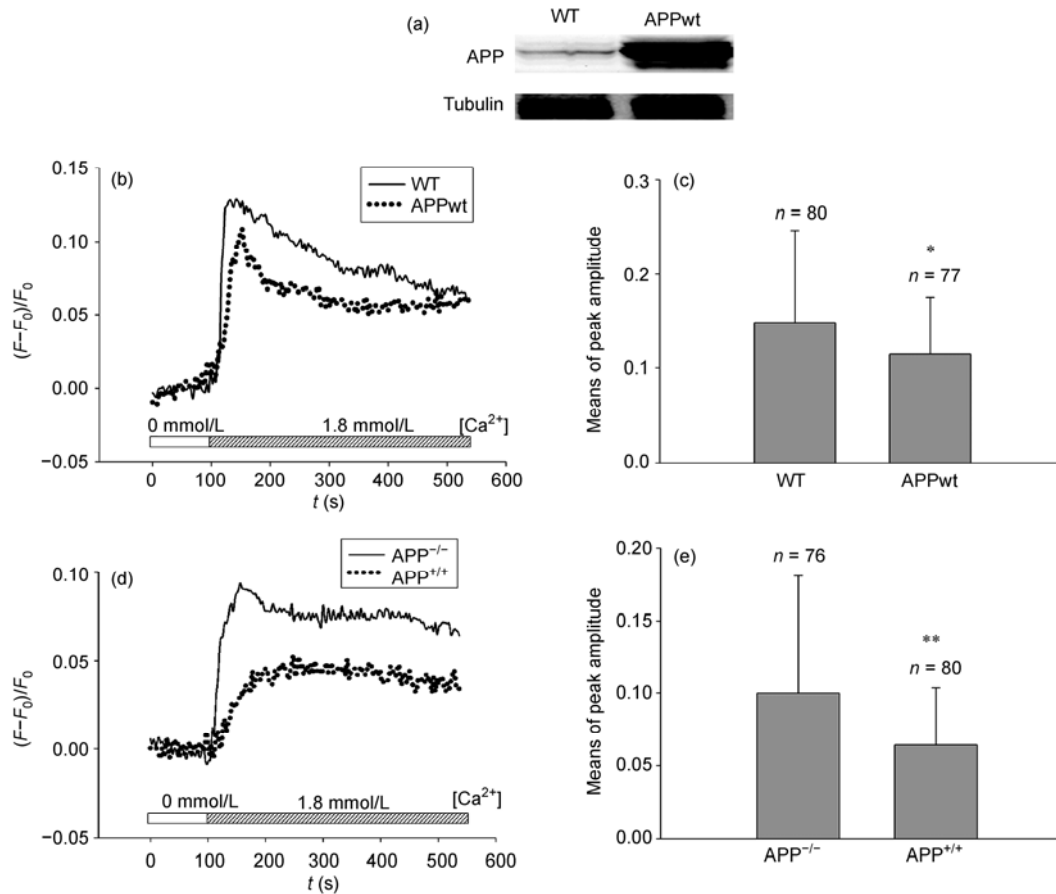 (a)
WT APPwt
APP
Tubulin
(b)
WT
APPwt
0.15
0.10
0.05
0.00
−0.05
(F−F₀)/F₀
0 mmol/L 1.8 mmol/L [Ca²⁺]
0 100 200 300 400 500 600
t (s)
(c)
0.3
0.2
0.1
0.0
Means of peak amplitude
n = 80
*
n = 77
WT APPwt
(d)
APP⁻/⁻
APP⁺/⁺
0.10
0.05
0.00
−0.05
(F−F₀)/F₀
0 mmol/L 1.8 mmol/L [Ca²⁺]
0 100 200 300 400 500 600
t (s)
(e)
0.20
0.15
0.10
0.05
0.00
Means of peak amplitude
n = 76
**
n = 80
APP⁻/⁻ APP⁺/⁺